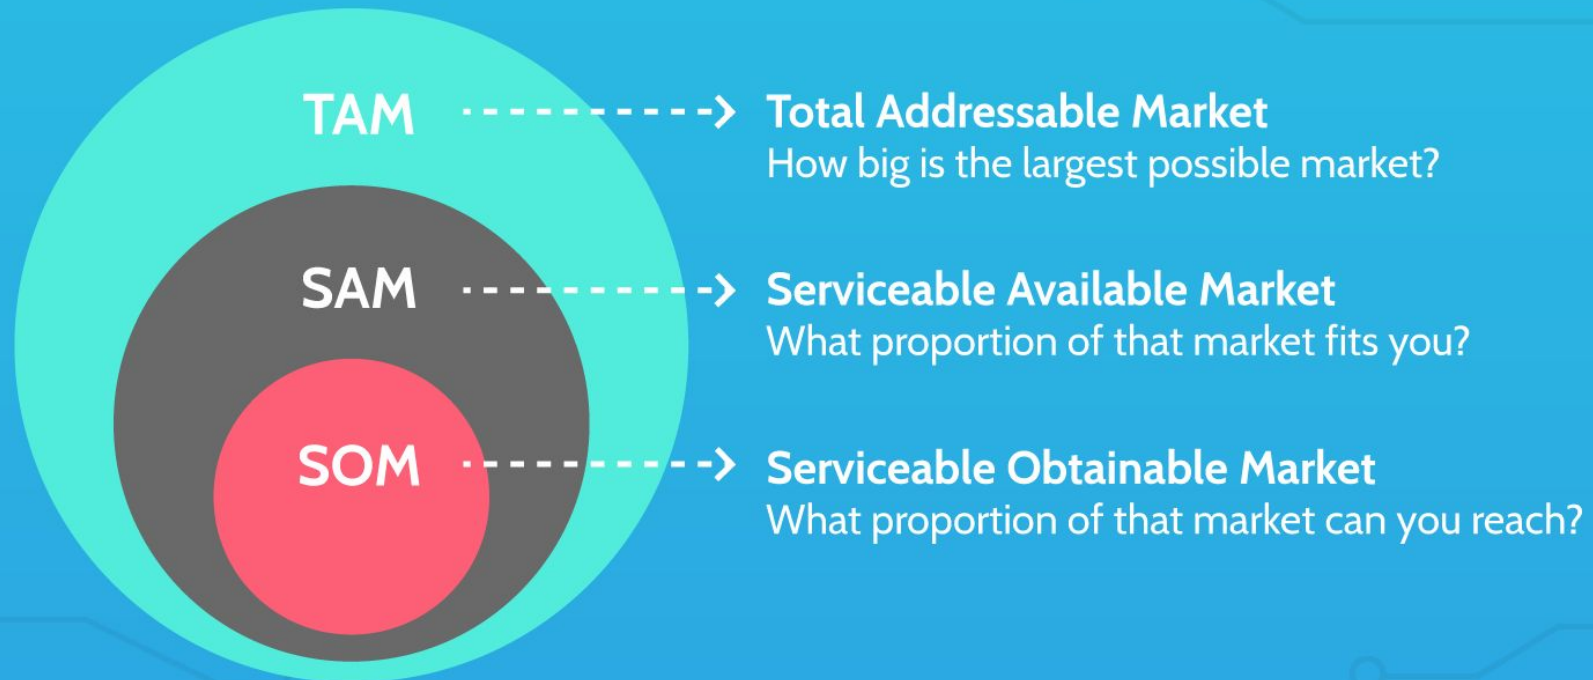 TAM
Total Addressable Market
How big is the largest possible market?
SAM
Serviceable Available Market
What proportion of that market fits you?
SOM
Serviceable Obtainable Market
What proportion of that market can you reach?